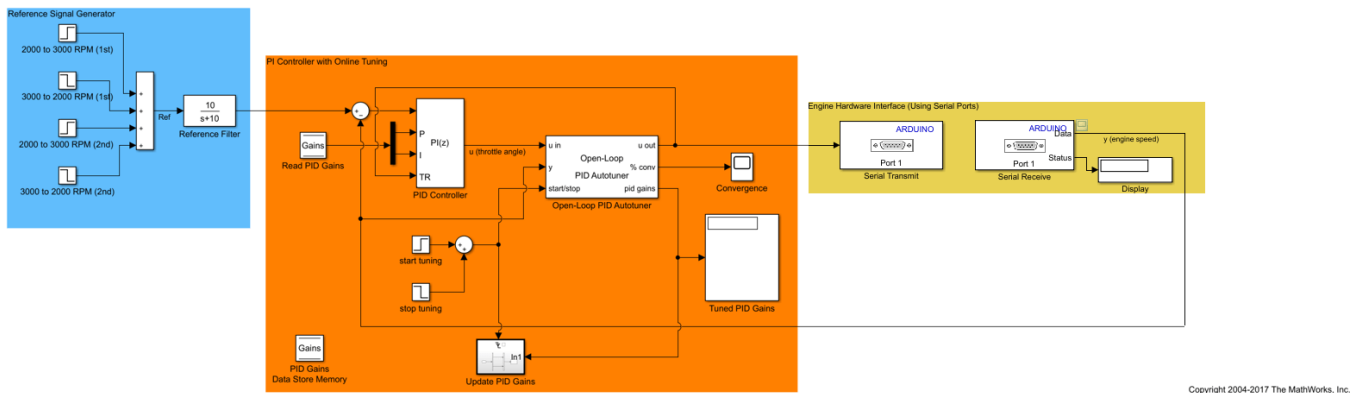 Reference Signal Generator
2000 to 3000 RPM (1st)
3000 to 2000 RPM (1st)
2000 to 3000 RPM (2nd)
3000 to 2000 RPM (2nd)
+
+
+
+
Ref
10
s+10
Reference Filter
PI Controller with Online Tuning
+
-
Gains
Read PID Gains
P
I
TR
PI(z)
PID Controller
u (throttle angle)
u in
y
start/stop
Open-Loop
PID Autotuner
u out
% conv
pid gains
Open-Loop PID Autotuner
Convergence
start tuning
stop tuning
+
+
Tuned PID Gains
In1
Update PID Gains
Gains
PID Gains
Data Store Memory
Engine Hardware Interface (Using Serial Ports)
ARDUINO
Port 1
Serial Transmit
ARDUINO
Data
Port 1
Status
Serial Receive
y (engine speed)
Display
Copyright 2004-2017 The MathWorks, Inc.